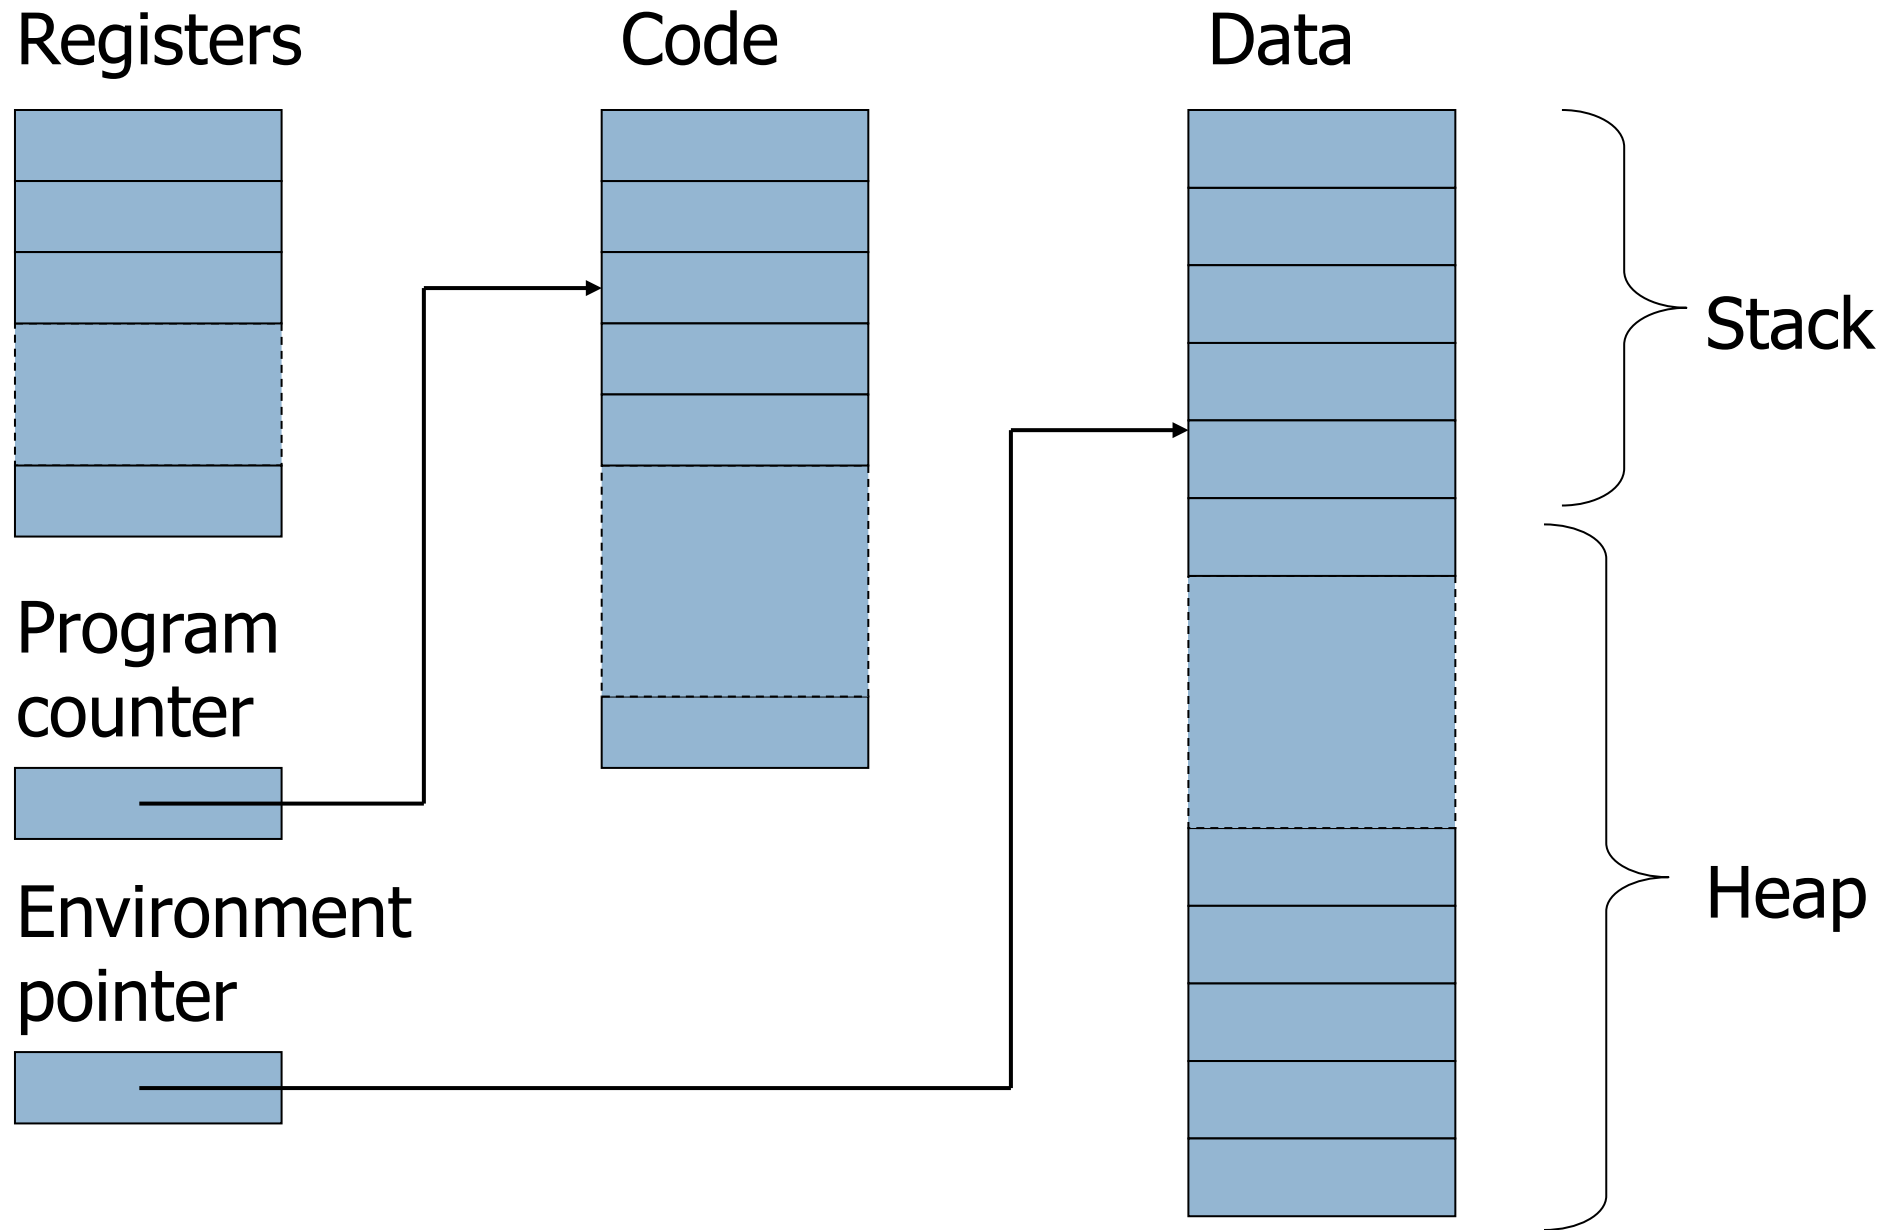 Registers
Code
Data
Stack
Program
counter
Environment
pointer
Heap